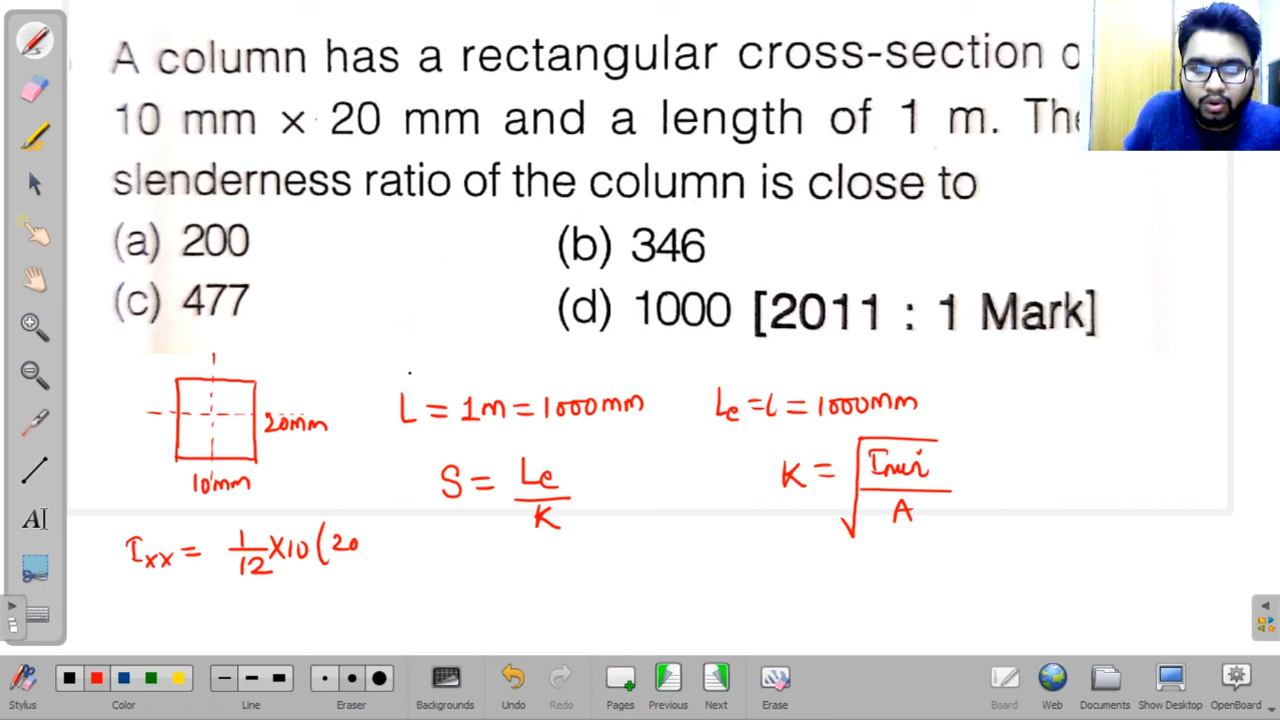 A column has a rectangular cross-section
10 mm × 20 mm and a length of 1 m. The
slenderness ratio of the column is close to
(a) 200 (b) 346
(c) 477 (d) 1000 [2011 : 1 Mark]
20mm
10mm
L = 1m = 1000mm Le = l = 1000mm
S = Le/K K = √(Imin/A)
Ixx = 1/12 X10 (20
AI
Stylus Color Line Eraser Backgrounds Undo Redo Pages Previous Next Erase Board Web Documents Show Desktop OpenBoard